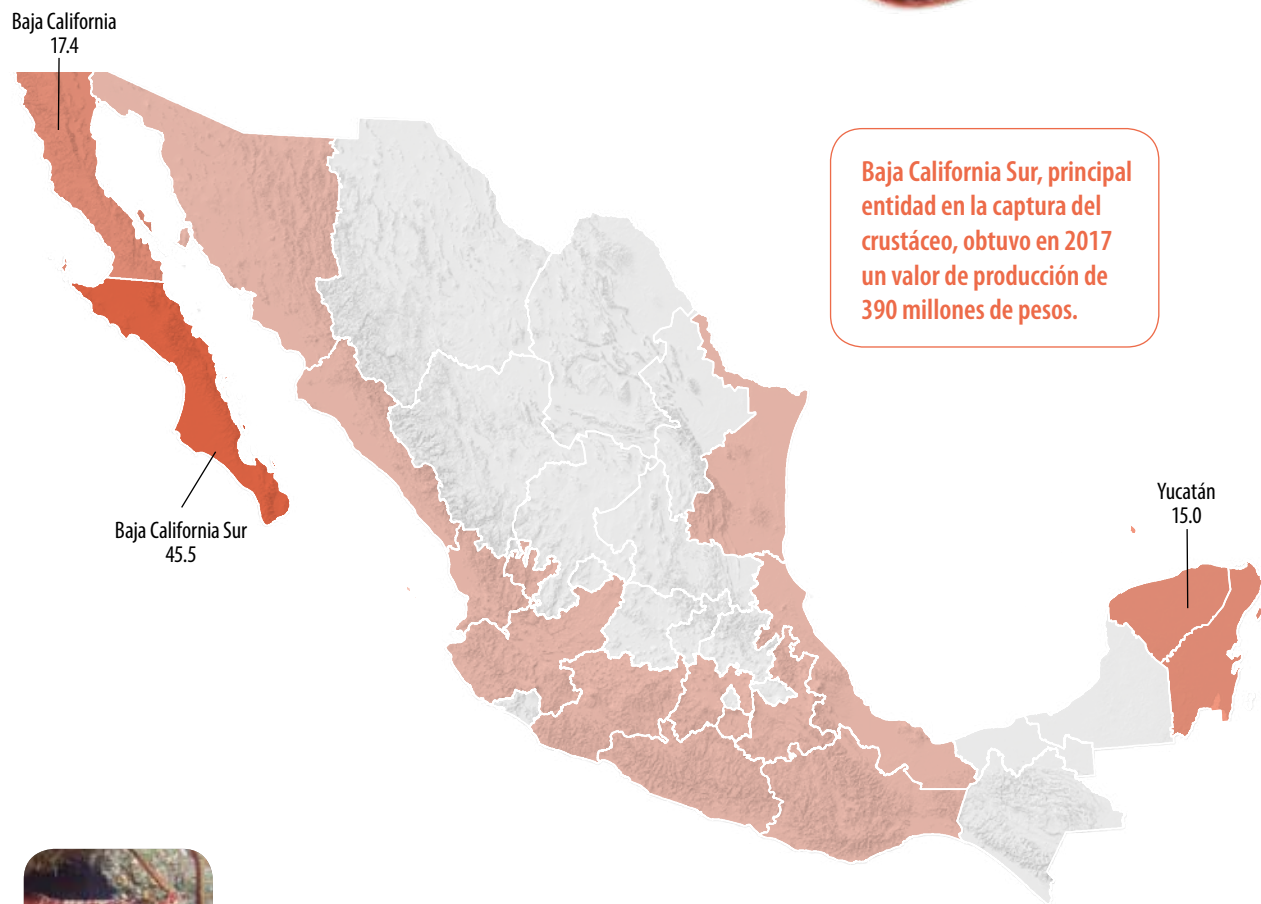 Baja California
17.4
Baja California Sur, principal
entidad en la captura del
crustáceo, obtuvo en 2017
un valor de producción de
390 millones de pesos.
Yucatán
15.0
Baja California Sur
45.5